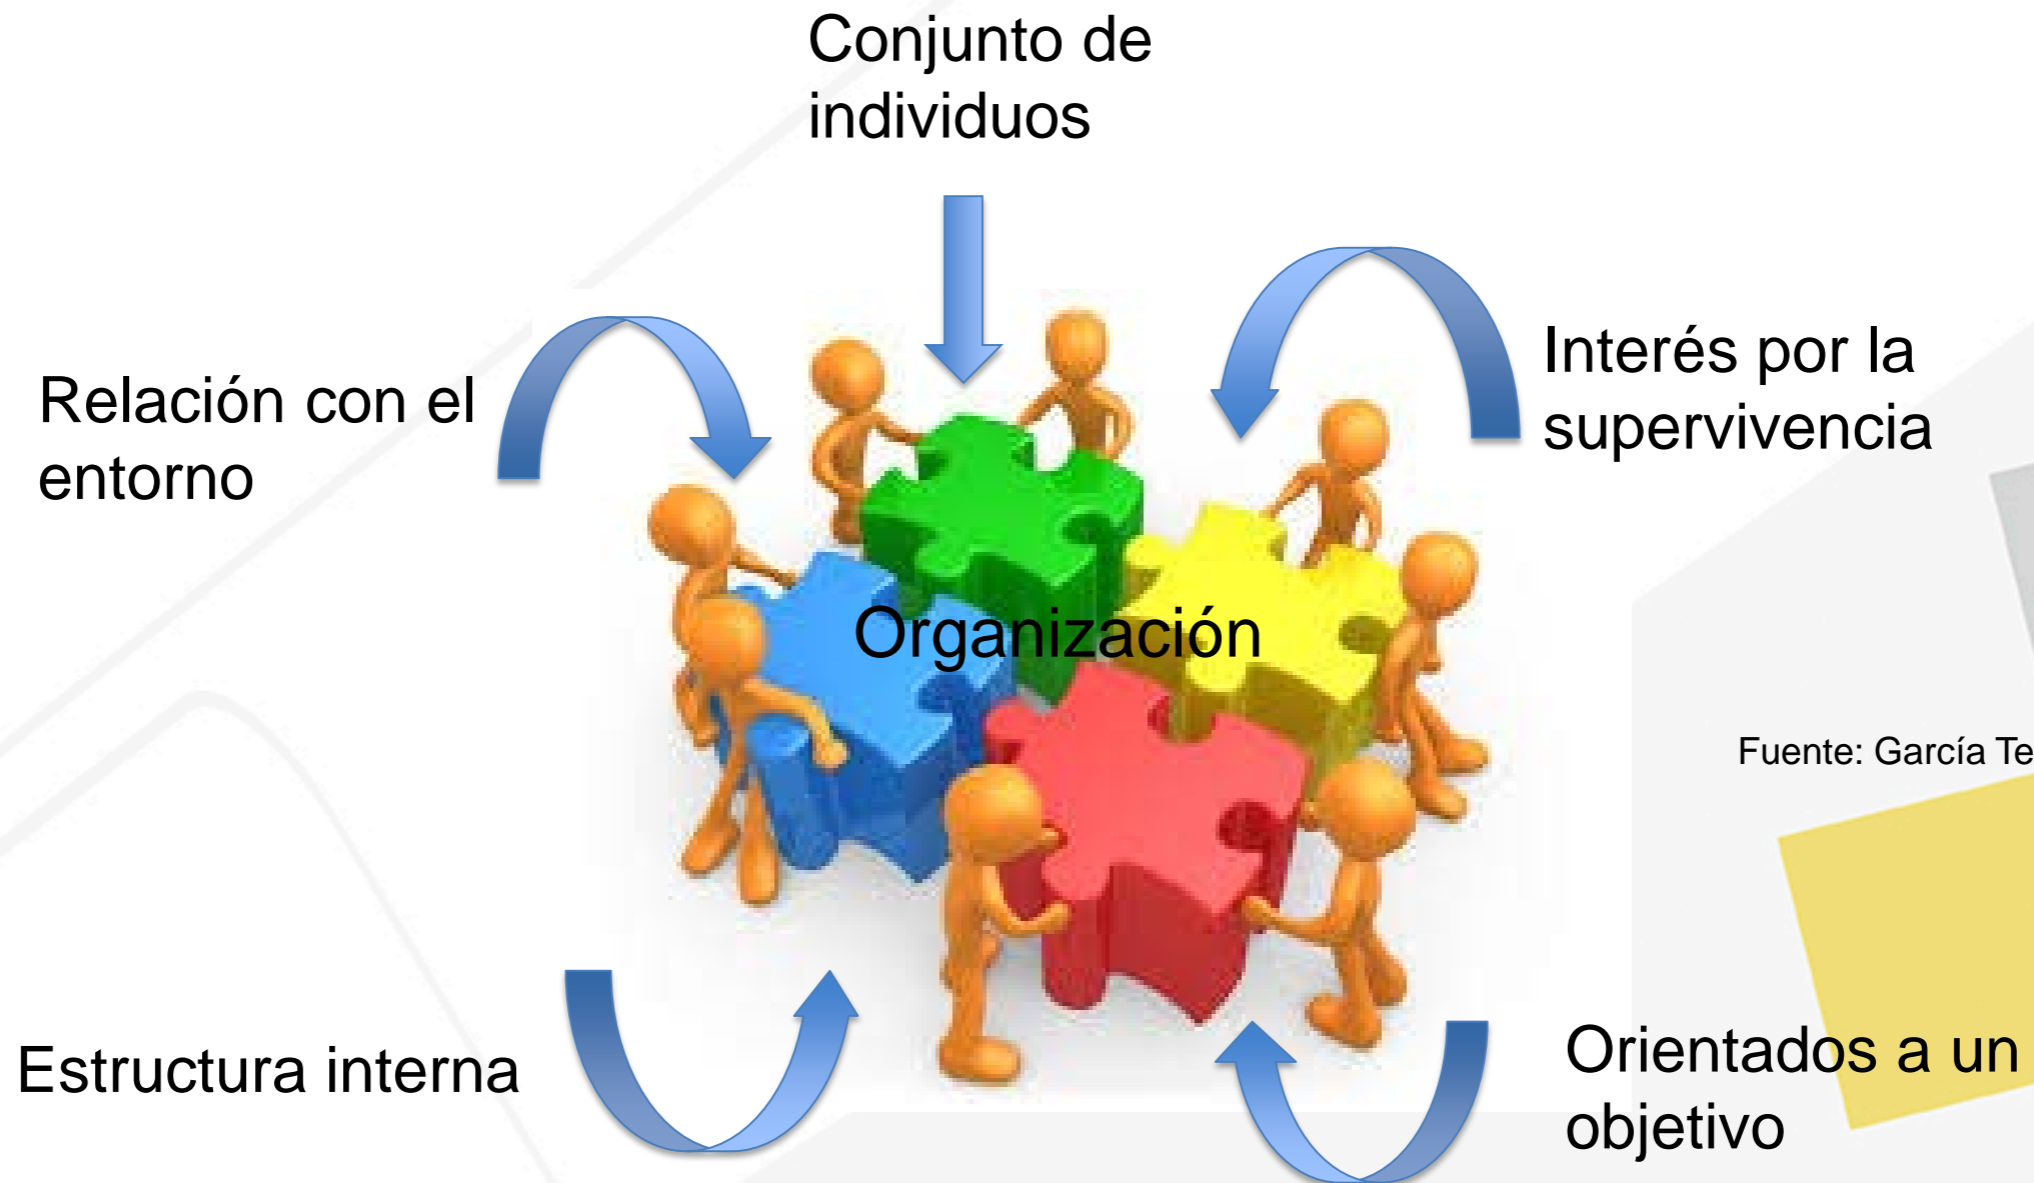 Conjunto de
individuos
Relación con el
entorno
Interés por la
supervivencia
Organización
Fuente: García Te
Estructura interna
Orientados a un
objetivo